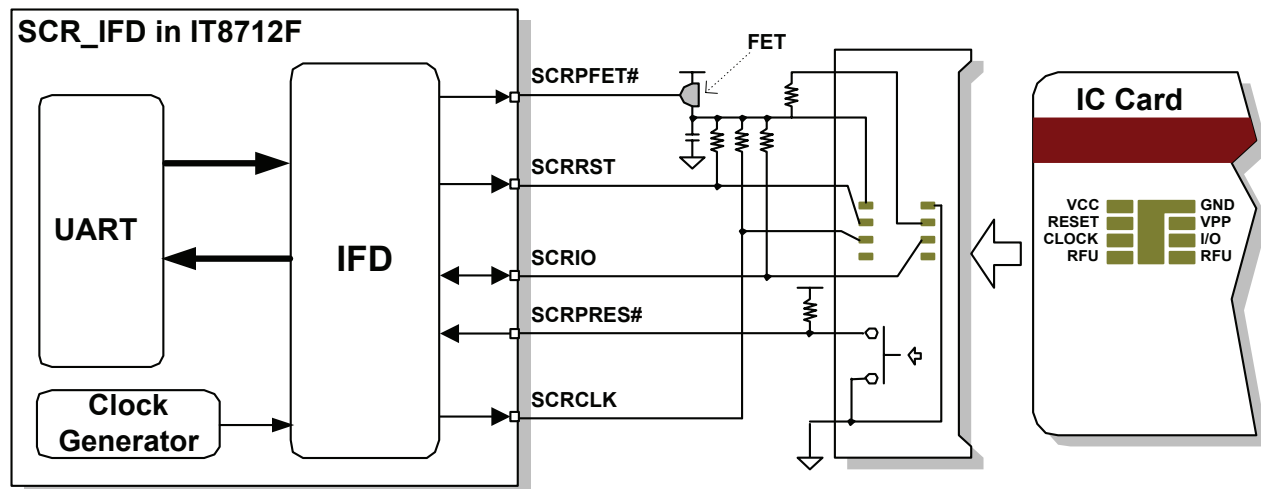 SCR_IFD in IT8712F
UART
IFD
Clock
Generator
SCRPFET#
SCRRST
SCRIO
SCRPRES#
SCRCLK
FET
IC Card
VCC
RESET
CLOCK
RFU
GND
VPP
I/O
RFU